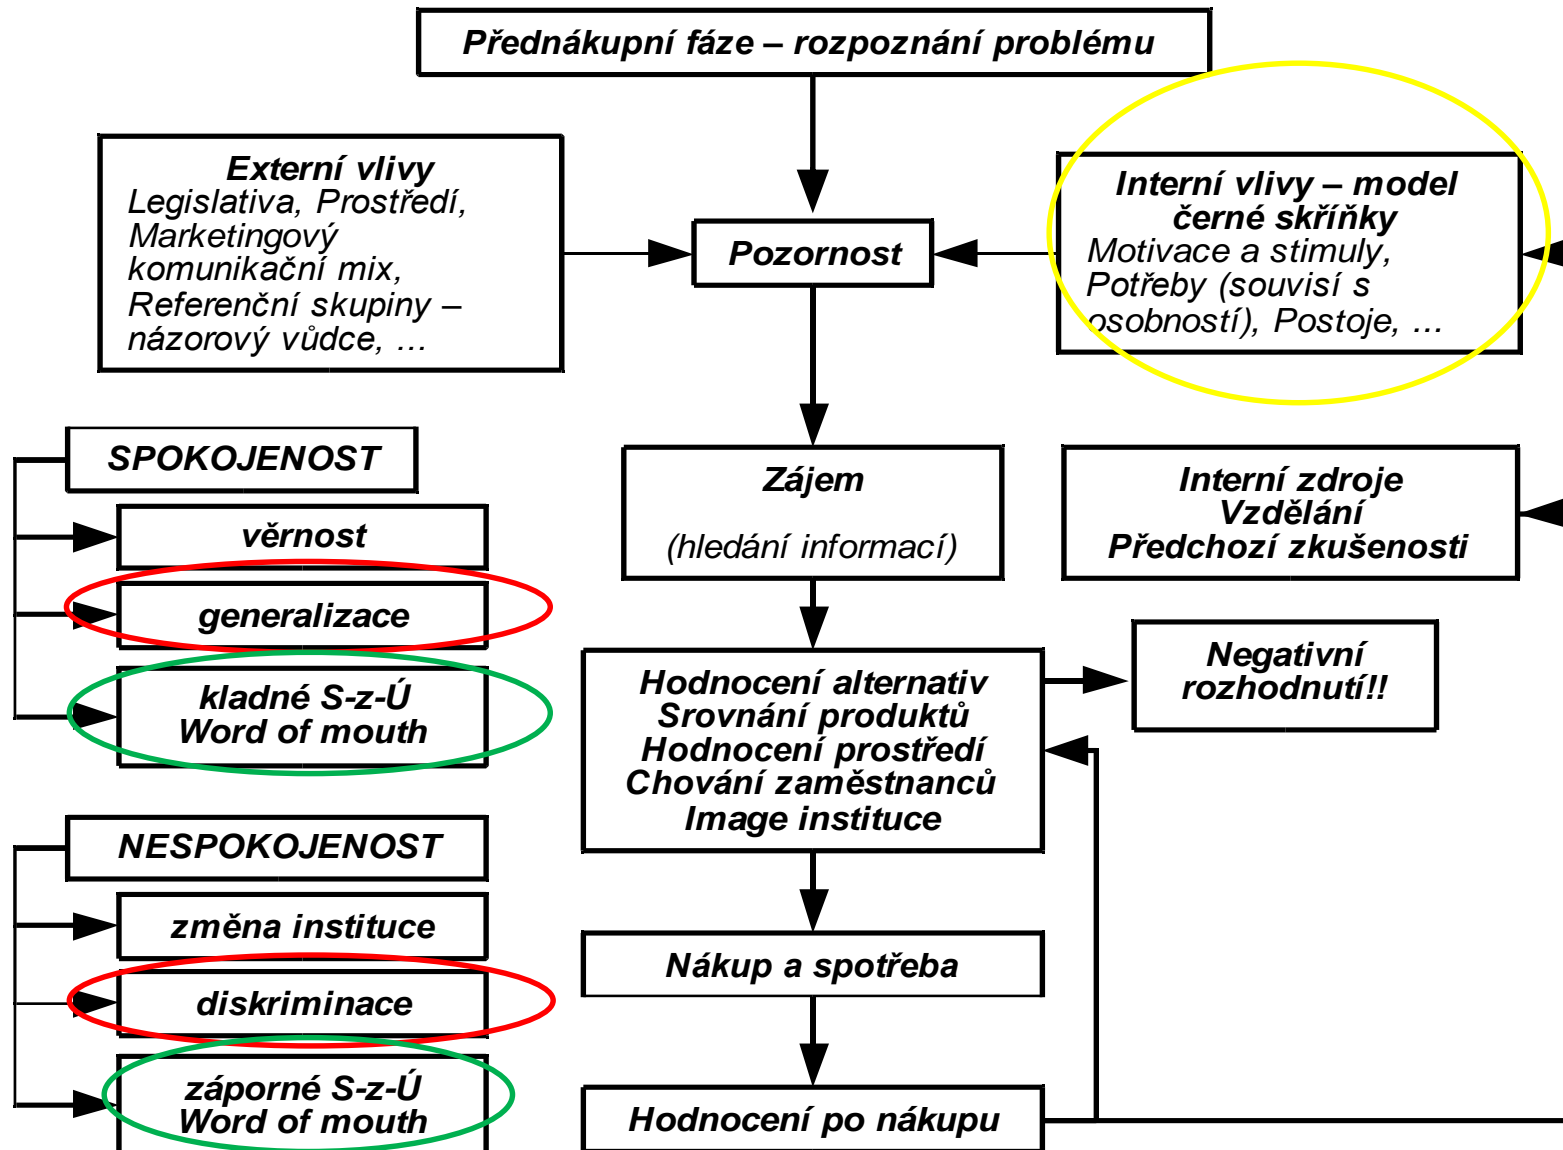 Přednákupní fáze – rozpoznání problému
Externí vlivy
Legislativa, Prostředí,
Marketingový
komunikační mix,
Referenční skupiny –
názorový vůdce, ...
Pozornost
Interní vlivy – model
černé skříňky
Motivace a stimuly,
Potřeby (souvisí s
osobností), Postoje, ...
SPOKOJENOST
věrnost
generalizace
kladné S-z-Ú
Word of mouth
Zájem
(hledání informací)
Interní zdroje
Vzdělání
Předchozí zkušenosti
Hodnocení alternativ
Srovnání produktů
Hodnocení prostředí
Chování zaměstnanců
Image instituce
Negativní
rozhodnutí!!
NESPOKOJENOST
změna instituce
diskriminace
záporné S-z-Ú
Word of mouth
Nákup a spotřeba
Hodnocení po nákupu